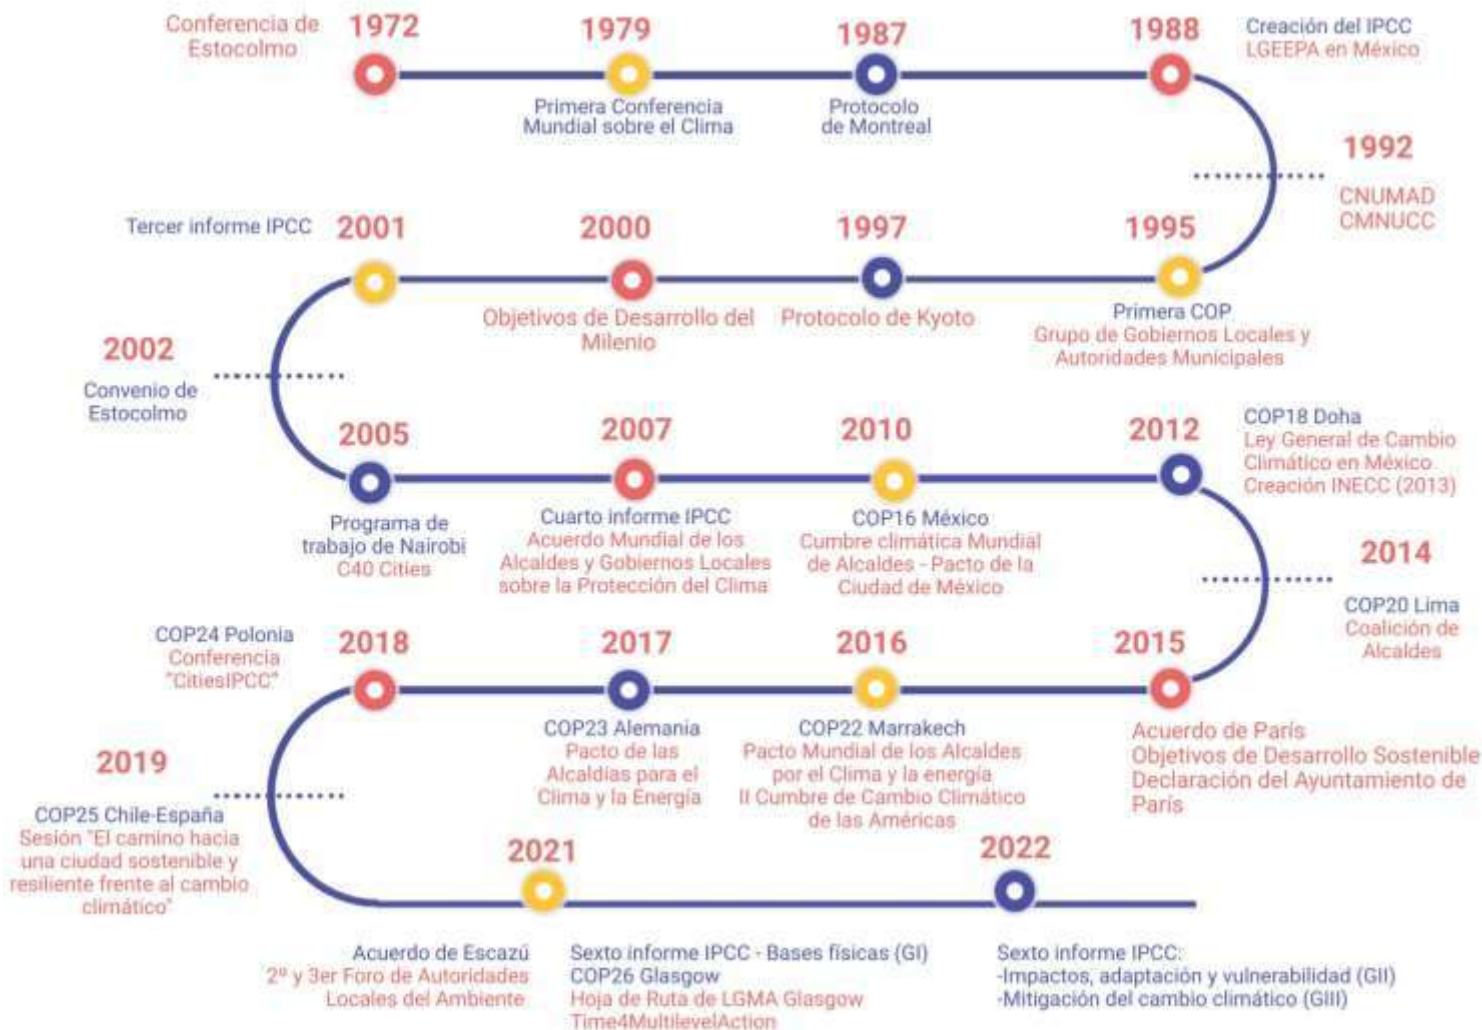 Conferencia de
Estocolmo
1972
1979
Primera Conferencia
Mundial sobre el Clima
1987
Protocolo
de Montreal
1988
Creación del IPCC
LGEEPA en México
1992
CNUMAD
CMNUCC
1995
Primera COP
Grupo de Gobiernos Locales y
Autoridades Municipales
1997
Protocolo de Kyoto
2000
Objetivos de Desarrollo del
Milenio
2001
Tercer informe IPCC
2002
Convenio de
Estocolmo
2005
Programa de
trabajo de Nairobi
C40 Cities
2007
Cuarto informe IPCC
Acuerdo Mundial de los
Alcaldes y Gobiernos Locales
sobre la Protección del Clima
2010
COP16 México
Cumbre climática Mundial
de Alcaldes - Pacto de la
Ciudad de México
2012
COP18 Doha
Ley General de Cambio
Climático en México
Creación INECC (2013)
2014
COP20 Lima
Coalición de
Alcaldes
2015
Acuerdo de París
Objetivos de Desarrollo Sostenible
Declaración del Ayuntamiento de
París
2016
COP22 Marrakech
Pacto Mundial de los Alcaldes
por el Clima y la energía
II Cumbre de Cambio Climático
de las Américas
2017
COP23 Alemania
Pacto de las
Alcaldías para el
Clima y la Energía
2018
COP24 Polonia
Conferencia
"CitiesIPCC"
2019
COP25 Chile-España
Sesión "El camino hacia
una ciudad sostenible y
resiliente frente al cambio
climático"
2021
Acuerdo de Escazú
2º y 3er Foro de Autoridades
Locales del Ambiente
Sexto informe IPCC - Bases físicas (GI)
COP26 Glasgow
Hoja de Ruta de LGMA Glasgow
Time4MultilevelAction
2022
Sexto informe IPCC:
-Impactos, adaptación y vulnerabilidad (GII)
-Mitigación del cambio climático (GIII)